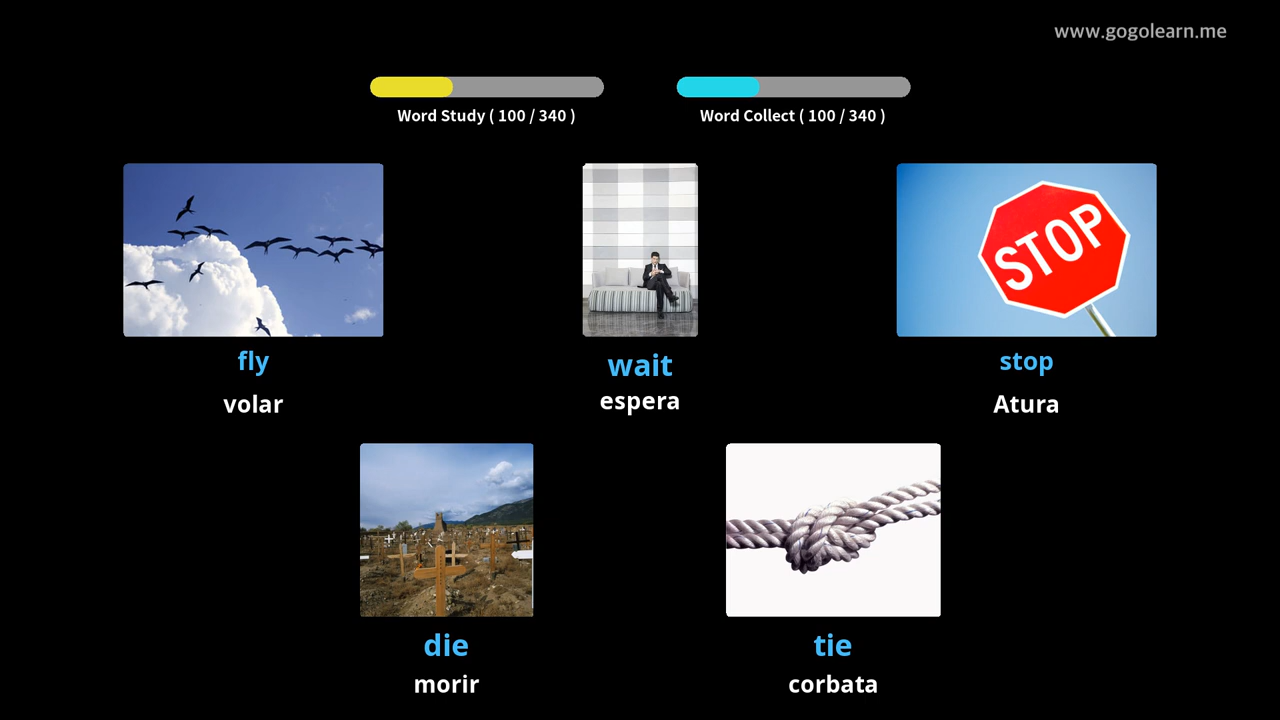 www.gogolearn.me
Word Study ( 100 / 340 )
Word Collect ( 100 / 340 )
STOP
fly
wait
stop
volar
espera
Atura
die
tie
morir
corbata